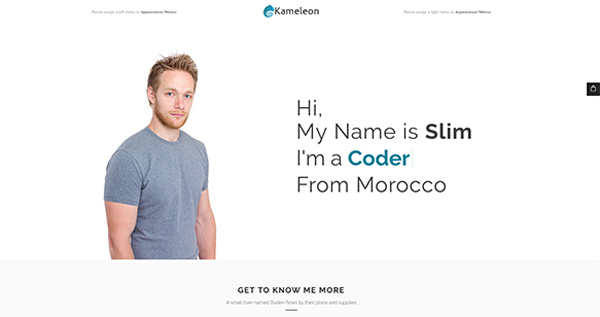 Please assign a left menu on Appearance/Menus
Kameleon
Please assign a right menu on Appearance/Menus
Hi,
My Name is Slim
I'm a Coder
From Morocco
GET TO KNOW ME MORE
A small river named Duden flows by their place and supplies